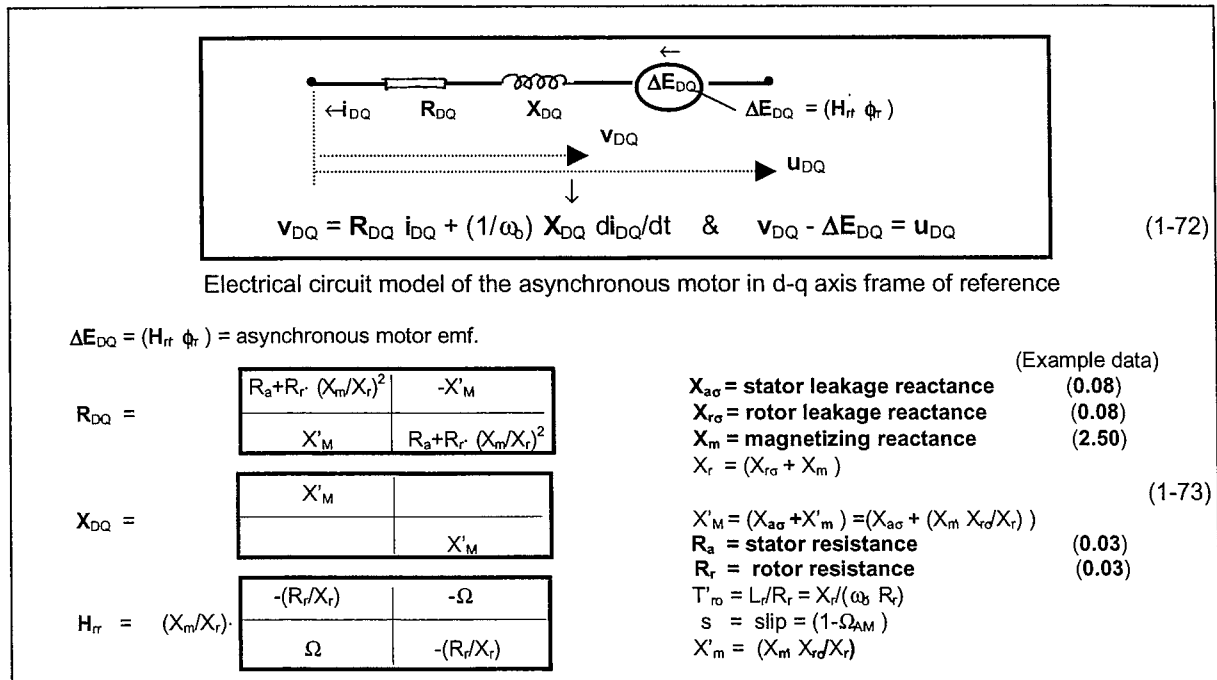 ←
ΔE_DQ
←i_DQ R_DQ X_DQ ΔE_DQ = (H_rr ϕ_r )
v_DQ
u_DQ
↓
v_DQ = R_DQ i_DQ + (1/ω_b) X_DQ di_DQ/dt & v_DQ - ΔE_DQ = u_DQ (1-72)
Electrical circuit model of the asynchronous motor in d-q axis frame of reference
ΔE_DQ = (H_rr ϕ_r ) = asynchronous motor emf.
(Example data)
R_DQ =
R_a+R_r· (X_m/X_r)² -X'_M
X'_M R_a+R_r· (X_m/X_r)²
X_DQ =
X'_M
X'_M
H_rr = (X_m/X_r)·
-(R_r/X_r) -Ω
Ω -(R_r/X_r)
X_aσ = stator leakage reactance (0.08)
X_rσ = rotor leakage reactance (0.08)
X_m = magnetizing reactance (2.50)
X_r = (X_rσ + X_m )
(1-73)
X'_M = (X_aσ +X'_m ) =(X_aσ + (X_m X_rσ/X_r) )
R_a = stator resistance (0.03)
R_r = rotor resistance (0.03)
T'_ro = L_r/R_r = X_r/(ω_b R_r)
s = slip = (1-Ω_AM )
X'_m = (X_m X_rσ/X_r)